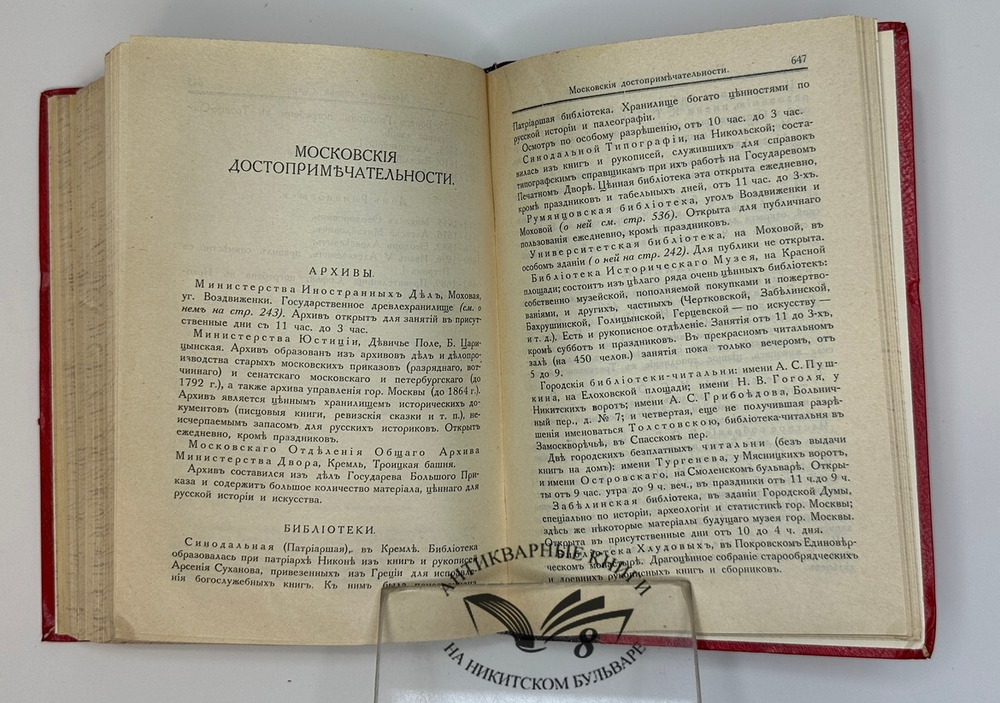 МОСКОВСКІЯ
ДОСТОПРИМѢЧАТЕЛЬНОСТИ.
АРХИВЫ.
Министерства Иностранныхъ Дѣлъ, Моховая,
уг. Воздвиженки. Государственное древлехранилище (см. о
немъ на стр. 243). Архивъ открытъ для занятій въ присут-
ственные дни съ 11 час. до 3 час.
Министерства Юстиціи, Дѣвичье Поле, Б. Цари-
цынская. Архивъ образованъ изъ архивовъ дѣлъ и дѣлопро-
изводства старыхъ московскихъ приказовъ (разряднаго, вот-
чиннаго) и сенатскаго московскаго и петербургскаго (до
1792 г.), а также архива управленія гор. Москвы (до 1864 г.).
Архивъ является цѣннымъ хранилищемъ историческихъ до-
кументовъ (писцовыя книги, ревизскія сказки и т. п.), не-
исчерпаемымъ запасомъ для русскихъ историковъ. Открытъ
ежедневно, кромѣ праздниковъ.
Московскаго Отдѣленія Общаго Архива
Министерства Двора, Кремль, Троицкая башня.
Архивъ составился изъ дѣлъ Государева Большого При-
каза и содержитъ большое количество матеріала, цѣннаго для
русской исторіи и искусства.
БИБЛІОТЕКИ.
Синодальная (Патріаршая), въ Кремлѣ. Библіотека
образовалась при патріархѣ Никонѣ изъ книгъ и рукописей
Арсенія Суханова, привезенныхъ изъ Греціи для исправле-
нія богослужебныхъ книгъ. Къ нимъ была
Московскія достопримѣчательности.
647
Патріаршая библіотека. Хранилище богато цѣнностями по
русской исторіи и палеографіи.
Осмотръ по особому разрѣшенію, отъ 10 час. до 3 час.
Синодальной Типографіи, на Никольской; соста-
вилась изъ книгъ и рукописей, служившихъ для справокъ
типографскимъ справщикамъ при ихъ работѣ на Государевомъ
Печатномъ Дворѣ. Цѣнная библіотека эта открыта ежедневно,
кромѣ праздниковъ и табельныхъ дней, отъ 11 час. до 3-хъ.
Румянцовская библіотека, уголъ Воздвиженки и
Моховой (о ней см. стр. 536). Открыта для публичнаго
пользованія ежедневно, кромѣ праздниковъ.
Университетская библіотека, на Моховой, въ
особомъ зданіи (о ней на стр. 242). Для публики не открыта.
Библіотека Историческаго Музея, на Красной
площади; состоитъ изъ цѣлаго ряда очень цѣнныхъ библіотекъ:
собственно музейской, пополняемой покупками и пожертво-
ваніями, и другихъ, частныхъ (Чертковской, Забѣлинской,
Бахрушинской, Голицынской, Герцевской — по искусству —
и т. д.). Есть и рукописное отдѣленіе. Занятія отъ 11 до 3-хъ,
кромѣ субботъ и праздниковъ. Въ прекрасномъ читальномъ
залѣ (на 450 челов.) занятія пока только вечеромъ, отъ
5 до 9.
Городскія библіотеки-читальни: имени А. С. Пуш-
кина, на Елоховской площади; имени Н. В. Гоголя, у
Никитскихъ воротъ; имени А. С. Грибоѣдова, Больнич-
ный пер., д. № 7; и четвертая, еще не получившая разрѣ-
шенія именоваться Толстовскою, библіотека-читальня въ
Замоскворѣчьѣ, въ Спасскомъ пер.
Двѣ городскихъ безплатныхъ читальни (безъ выдачи
книгъ на домъ): имени Тургенева, у Мясницкихъ воротъ,
и имени Островскаго, на Смоленскомъ бульварѣ. Откры-
ты отъ 9 час. утра до 9 ч. веч., въ праздники отъ 11 ч. до 9 ч.
Забѣлинская библіотека, въ зданіи Городской Думы,
спеціально по исторіи, археологіи и статистикѣ гор. Москвы;
здѣсь же нѣкоторые матеріалы будущаго музея гор. Москвы.
Открыта въ присутственные дни отъ 10 до 4 ч. дня.
Библіотека Хлудовыхъ, въ Покровскомъ Единовѣр-
ческомъ монастырѣ. Драгоцѣнное собраніе старообрядческихъ
и древнихъ рукописныхъ книгъ и сборниковъ.
АНТИКВАРНЫЕ КНИГИ
8
НА НИКИТСКОМ БУЛЬВАРЕ